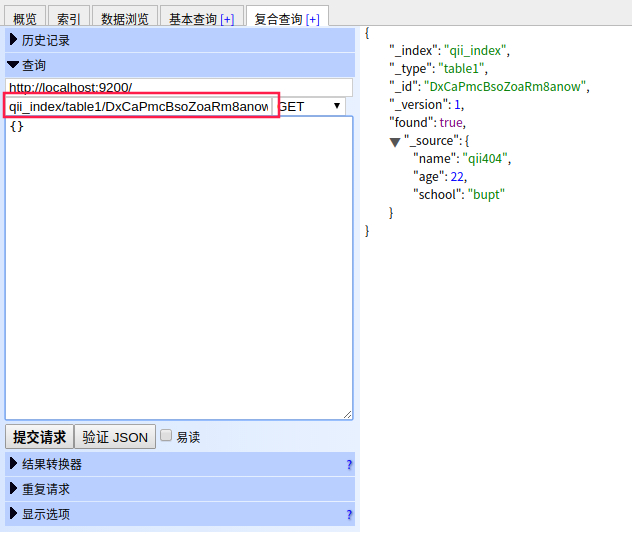 概览 索引 数据浏览 基本查询 [+] 复合查询 [+]
历史记录
查询
http://localhost:9200/
qii_index/table1/DxCaPmcBsoZoaRm8anow GET
{}
提交请求 验证 JSON 易读
结果转换器 ?
重复请求
显示选项 ?
{
"_index": "qii_index",
"_type": "table1",
"_id": "DxCaPmcBsoZoaRm8anow",
"_version": 1,
"found": true,
"_source": {
"name": "qii404",
"age": 22,
"school": "bupt"
}
}